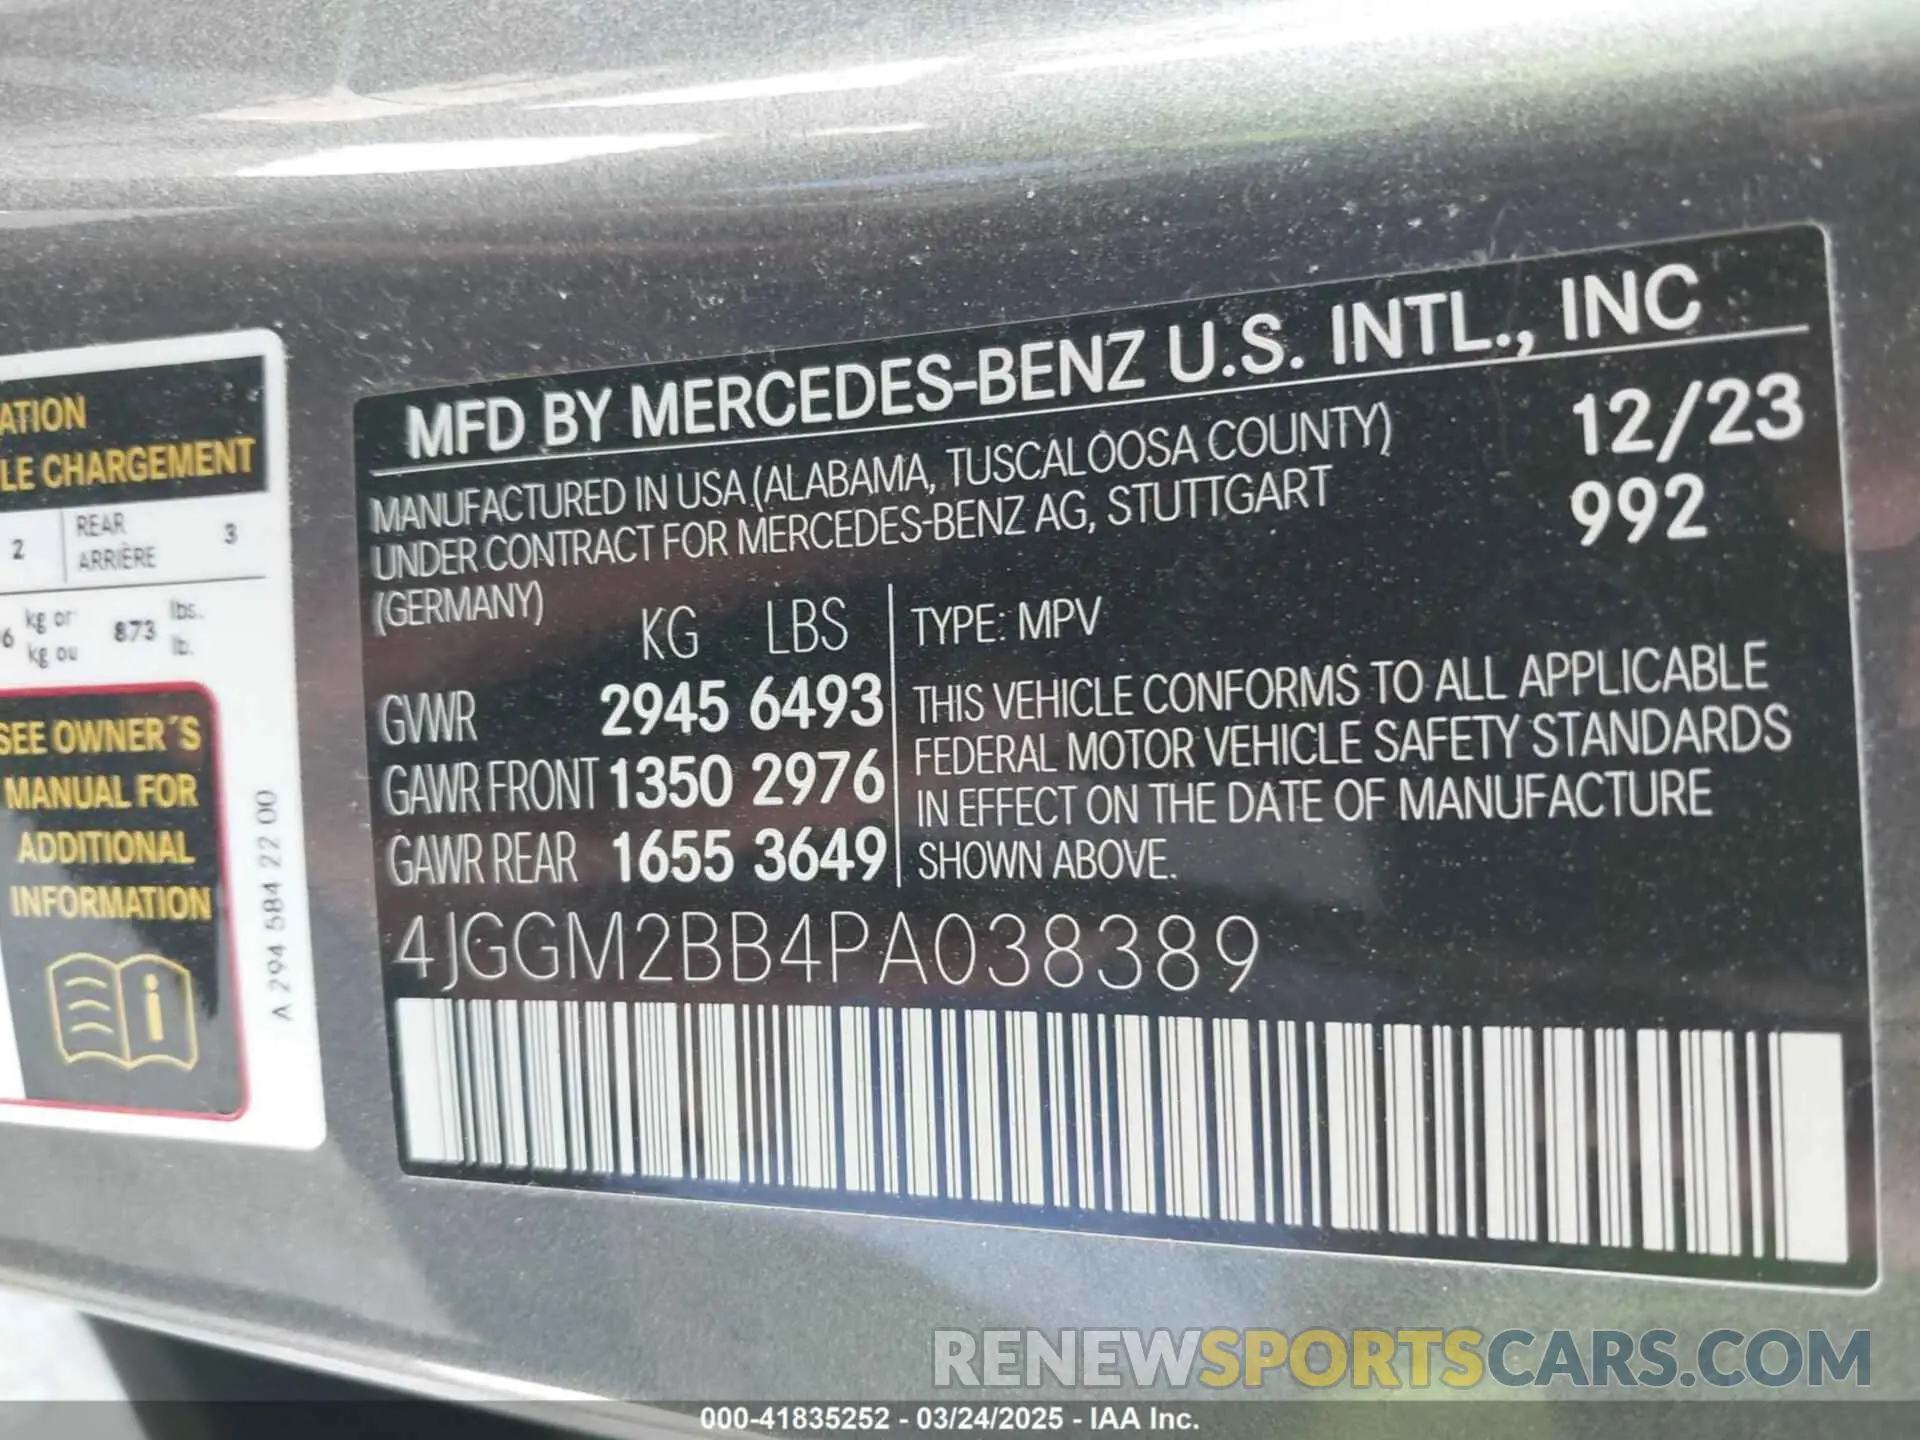 ATION
LE CHARGEMENT
2 REAR 3
ARRIÈRE
6 kg or 873 lbs.
kg ou lb.
SEE OWNER´S
MANUAL FOR
ADDITIONAL
INFORMATION
A 294 584 22 00
MFD BY MERCEDES-BENZ U.S. INTL., INC
MANUFACTURED IN USA (ALABAMA, TUSCALOOSA COUNTY) 12/23
UNDER CONTRACT FOR MERCEDES-BENZ AG, STUTTGART 992
(GERMANY)
KG LBS
GVWR 2945 6493
GAWR FRONT 1350 2976
GAWR REAR 1655 3649
TYPE: MPV
THIS VEHICLE CONFORMS TO ALL APPLICABLE
FEDERAL MOTOR VEHICLE SAFETY STANDARDS
IN EFFECT ON THE DATE OF MANUFACTURE
SHOWN ABOVE.
4JGGM2BB4PA038389
RENEWSPORTSCARS.COM
000-41835252 - 03/24/2025 - IAA Inc.